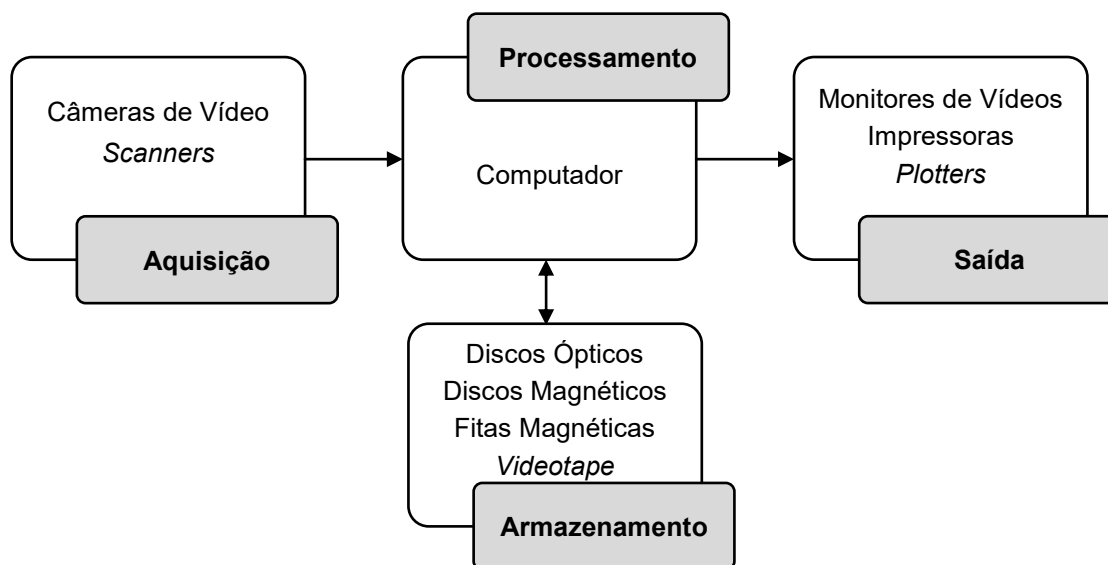 Processamento
Câmeras de Vídeo
Scanners
Aquisição
Computador
Monitores de Vídeos
Impressoras
Plotters
Saída
Discos Ópticos
Discos Magnéticos
Fitas Magnéticas
Videotape
Armazenamento